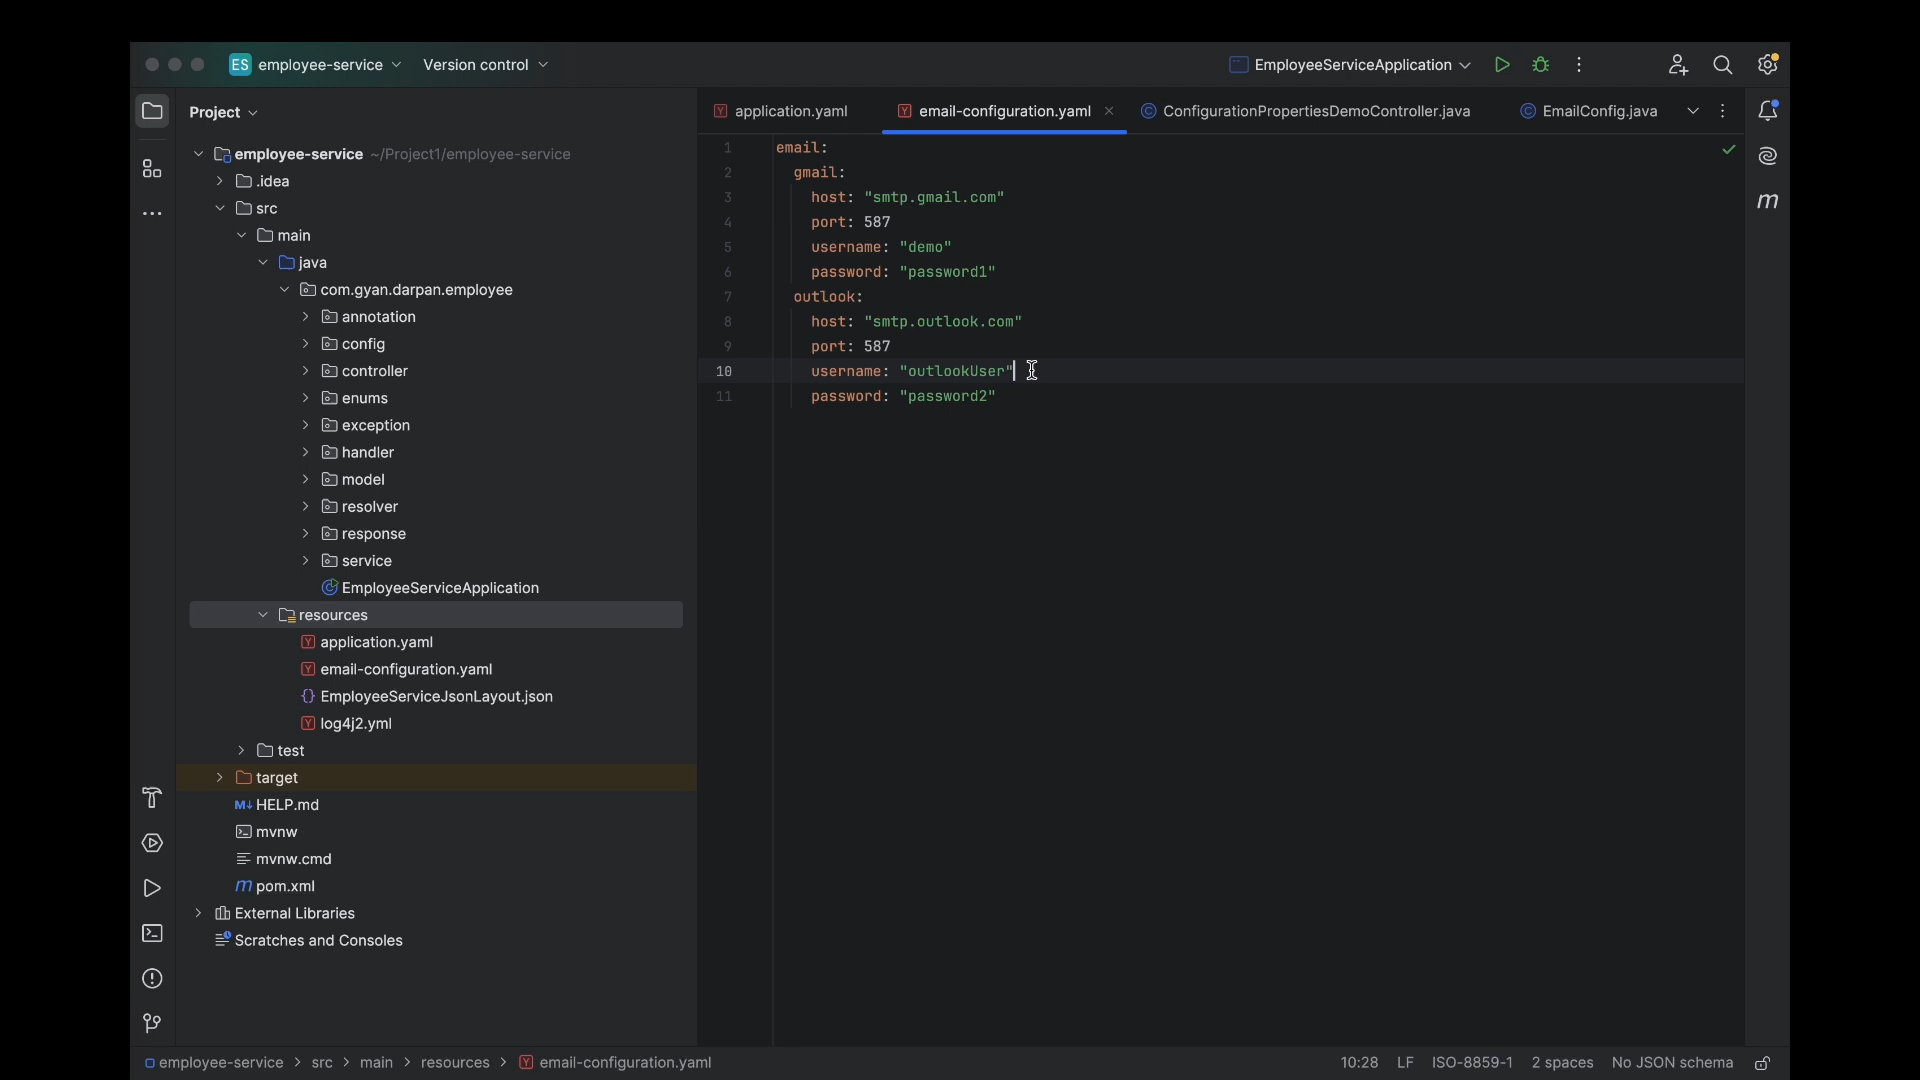 ES employee-service Version control EmployeeServiceApplication
Project
application.yaml email-configuration.yaml ConfigurationPropertiesDemoController.java EmailConfig.java
employee-service ~/Project1/employee-service
.idea
src
main
java
com.gyan.darpan.employee
annotation
config
controller
enums
exception
handler
model
resolver
response
service
EmployeeServiceApplication
resources
application.yaml
email-configuration.yaml
EmployeeServiceJsonLayout.json
log4j2.yml
test
target
HELP.md
mvnw
mvnw.cmd
pom.xml
External Libraries
Scratches and Consoles
1 email:
2 gmail:
3 host: "smtp.gmail.com"
4 port: 587
5 username: "demo"
6 password: "password1"
7 outlook:
8 host: "smtp.outlook.com"
9 port: 587
10 username: "outlookUser"
11 password: "password2"
employee-service > src > main > resources > email-configuration.yaml 10:28 LF ISO-8859-1 2 spaces No JSON schema